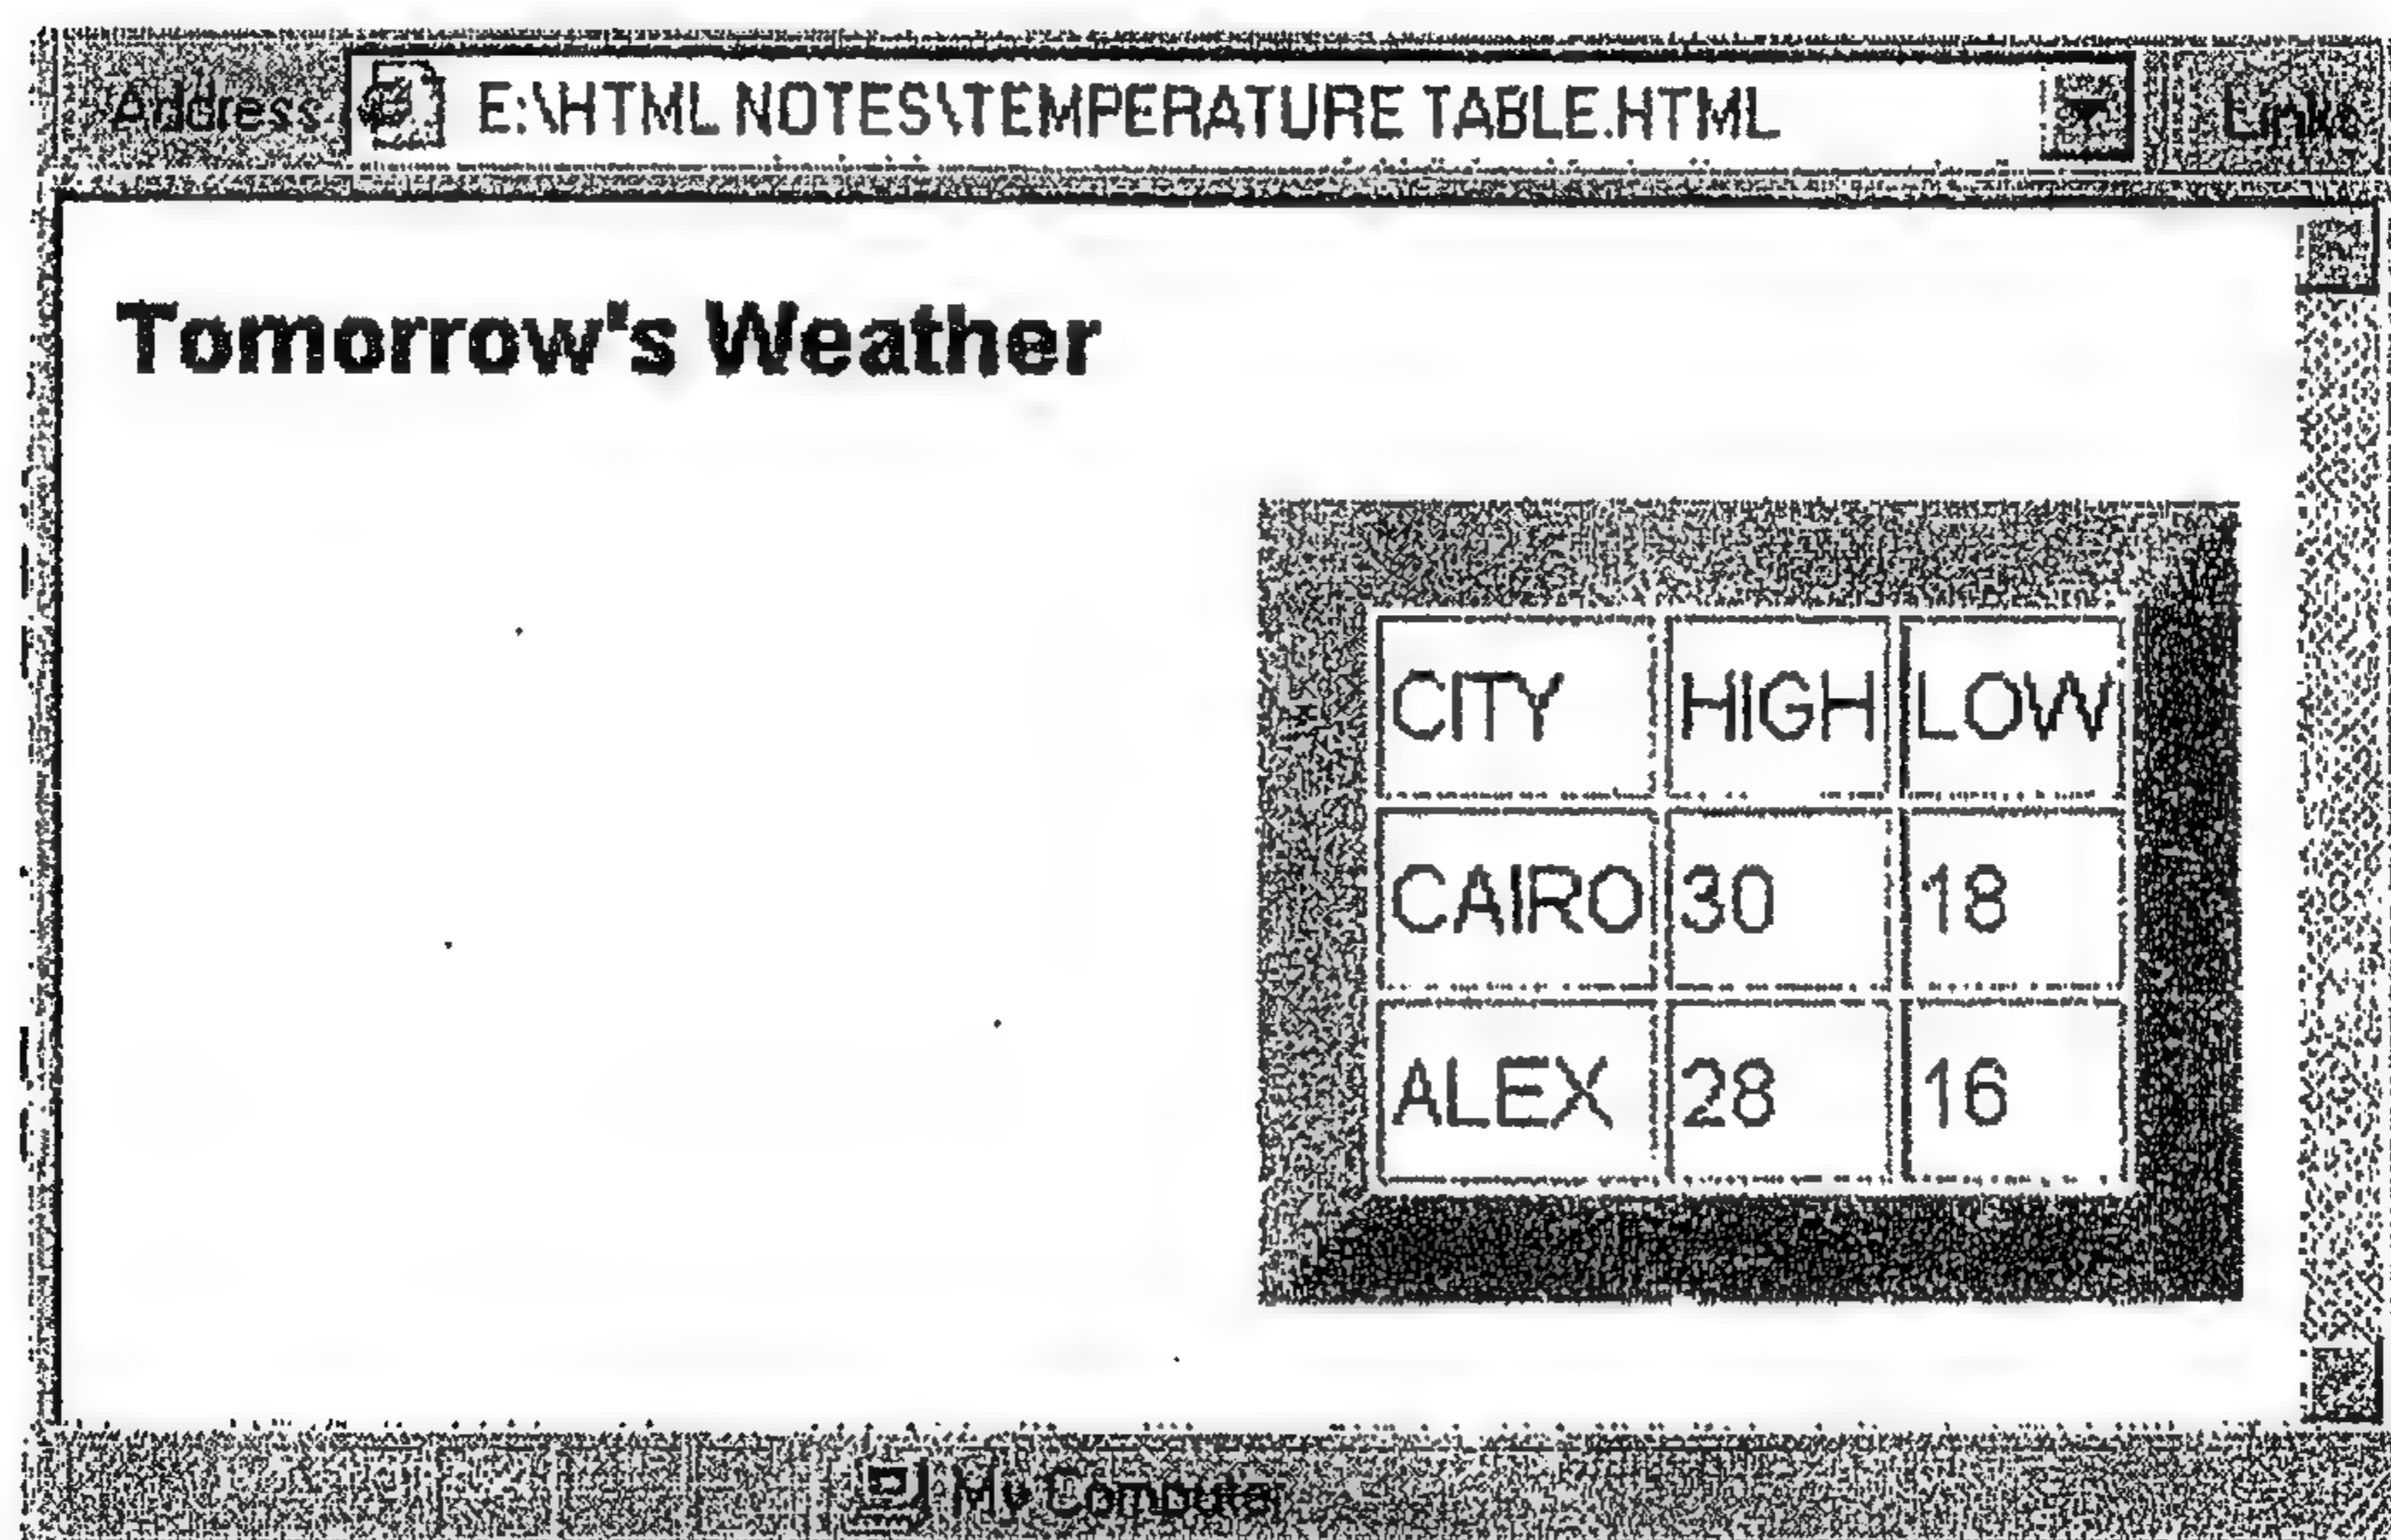 Address E:\HTML NOTES\TEMPERATURE TABLE.HTML Links
Tomorrow's Weather
CITY HIGH LOW
CAIRO 30 18
ALEX 28 16
My Computer